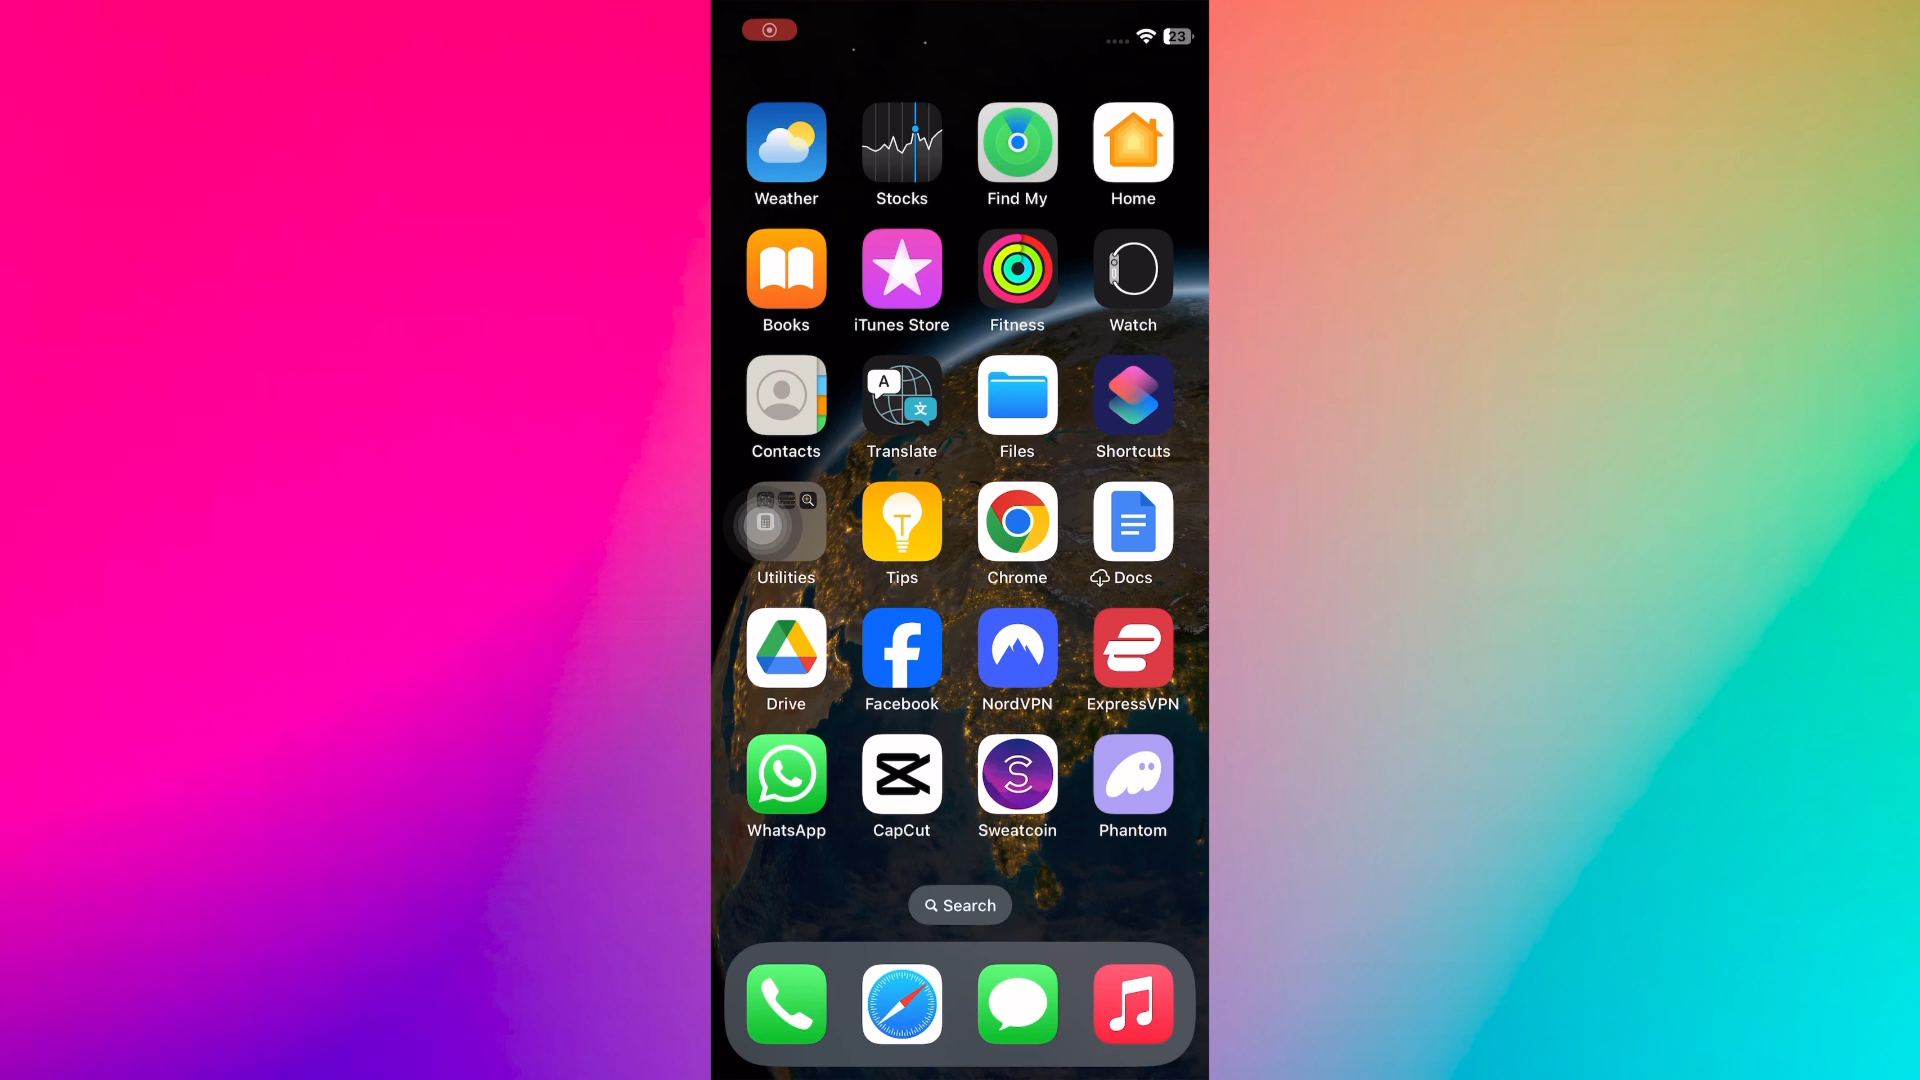 23
Weather Stocks Find My Home
Books iTunes Store Fitness Watch
A
文
Contacts Translate Files Shortcuts
Utilities Tips Chrome Docs
Drive Facebook NordVPN ExpressVPN
S
WhatsApp CapCut Sweatcoin Phantom
Search